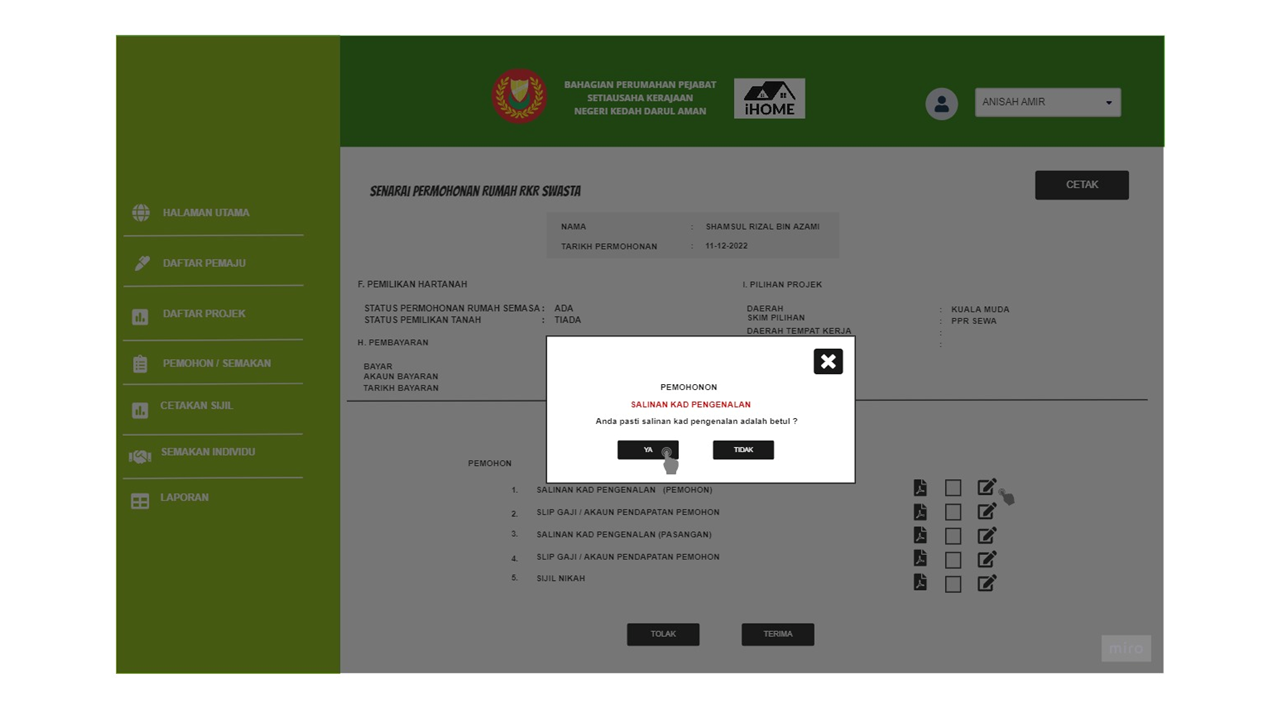 BAHAGIAN PERUMAHAN PEJABAT
SETIAUSAHA KERAJAAN
NEGERI KEDAH DARUL AMAN
iHOME
ANISAH AMIR
HALAMAN UTAMA
DAFTAR PEMAJU
DAFTAR PROJEK
PEMOHON / SEMAKAN
CETAKAN SIJIL
SEMAKAN INDIVIDU
LAPORAN
SENARAI PERMOHONAN RUMAH RKR SWASTA
CETAK
NAMA : SHAMSUL RIZAL BIN AZAMI
TARIKH PERMOHONAN : 11-12-2022
F. PEMILIKAN HARTANAH
STATUS PERMOHONAN RUMAH SEMASA : ADA
STATUS PEMILIKAN TANAH : TIADA
H. PEMBAYARAN
BAYAR
AKAUN BAYARAN
TARIKH BAYARAN
I. PILIHAN PROJEK
DAERAH : KUALA MUDA
SKIM PILIHAN : PPR SEWA
DAERAH TEMPAT KERJA :
:
PEMOHONON
SALINAN KAD PENGENALAN
Anda pasti salinan kad pengenalan adalah betul ?
YA
TIDAK
PEMOHON
1. SALINAN KAD PENGENALAN (PEMOHON)
2. SLIP GAJI / AKAUN PENDAPATAN PEMOHON
3. SALINAN KAD PENGENALAN (PASANGAN)
4. SLIP GAJI / AKAUN PENDAPATAN PEMOHON
5. SIJIL NIKAH
TOLAK
TERIMA
miro